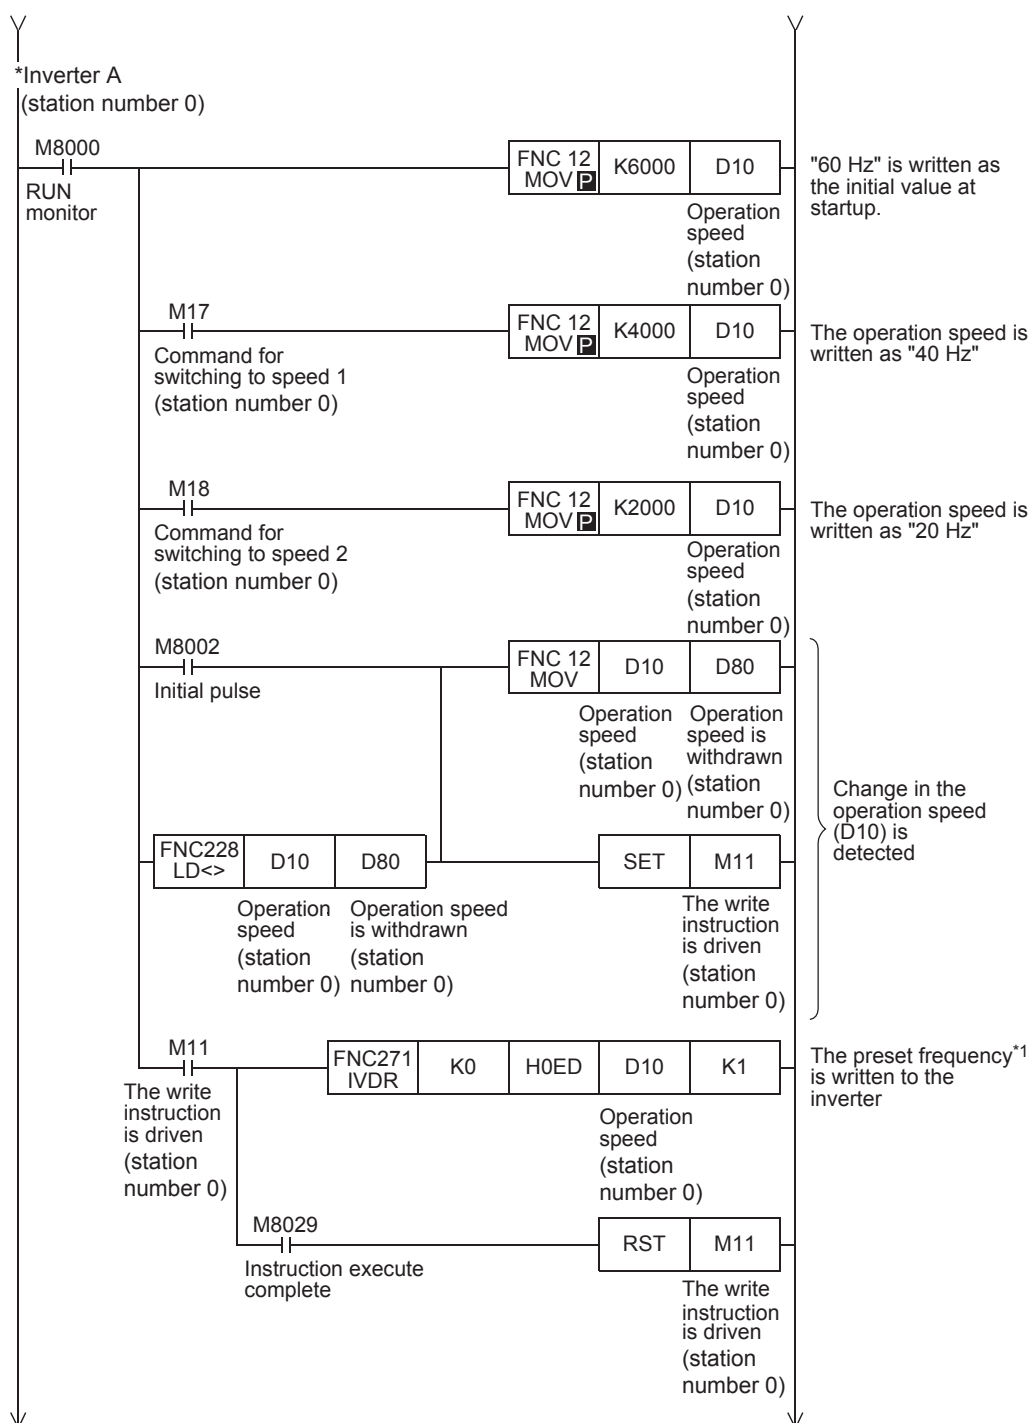 *Inverter A
(station number 0)
M8000
RUN
monitor
FNC 12
MOV P
K6000
D10
Operation
speed
(station
number 0)
"60 Hz" is written as
the initial value at
startup.
M17
Command for
switching to speed 1
(station number 0)
FNC 12
MOV P
K4000
D10
Operation
speed
(station
number 0)
The operation speed is
written as "40 Hz"
M18
Command for
switching to speed 2
(station number 0)
FNC 12
MOV P
K2000
D10
Operation
speed
(station
number 0)
The operation speed is
written as "20 Hz"
M8002
Initial pulse
FNC 12
MOV
D10
D80
Operation
speed
(station
number 0)
Operation
speed is
withdrawn
(station
number 0)
FNC228
LD<>
D10
D80
Operation
speed
(station
number 0)
Operation speed
is withdrawn
(station
number 0)
SET
M11
The write
instruction
is driven
(station
number 0)
Change in the
operation speed
(D10) is
detected
M11
The write
instruction
is driven
(station
number 0)
FNC271
IVDR
K0
H0ED
D10
K1
Operation
speed
(station
number 0)
The preset frequency*1
is written to the
inverter
M8029
Instruction execute
complete
RST
M11
The write
instruction
is driven
(station
number 0)